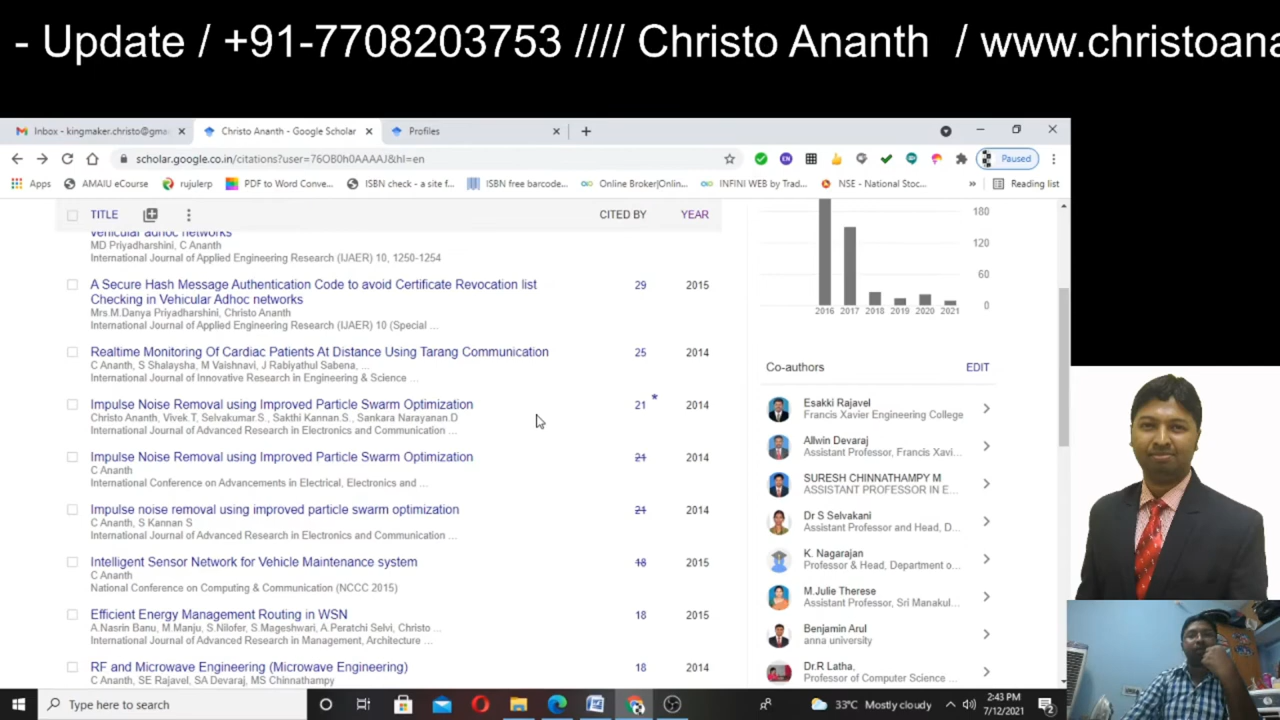 - Update / +91-7708203753 //// Christo Ananth / www.christoana
Inbox - kingmaker.christo@gma
Christo Ananth - Google Scholar
Profiles
scholar.google.co.in/citations?user=76OB0h0AAAAJ&hl=en
Paused
Apps
AMAIU eCourse
rujulerp
PDF to Word Conve...
ISBN check - a site f...
ISBN free barcode...
Online Broker|Onlin...
INFINI WEB by Trad...
NSE - National Stoc...
»
Reading list
TITLE
CITED BY
YEAR
vehicular adhoc networks
MD Priyadharshini, C Ananth
International Journal of Applied Engineering Research (IJAER) 10, 1250-1254
A Secure Hash Message Authentication Code to avoid Certificate Revocation list
Checking in Vehicular Adhoc networks
29
2015
Mrs.M.Danya Priyadharshini, Christo Ananth
International Journal of Applied Engineering Research (IJAER) 10 (Special ...
Realtime Monitoring Of Cardiac Patients At Distance Using Tarang Communication
25
2014
C Ananth, S Shalaysha, M Vaishnavi, J Rabiyathul Sabena, ...
International Journal of Innovative Research in Engineering & Science ...
Impulse Noise Removal using Improved Particle Swarm Optimization
21 *
2014
Christo Ananth, Vivek.T, Selvakumar.S., Sakthi Kannan.S., Sankara Narayanan.D
International Journal of Advanced Research in Electronics and Communication ...
Impulse Noise Removal using Improved Particle Swarm Optimization
21
2014
C Ananth
International Conference on Advancements in Electrical, Electronics and ...
Impulse noise removal using improved particle swarm optimization
21
2014
C Ananth, S Kannan S
International Journal of Advanced Research in Electronics and Communication ...
Intelligent Sensor Network for Vehicle Maintenance system
18
2015
C Ananth
National Conference on Computing & Communication (NCCC 2015)
Efficient Energy Management Routing in WSN
18
2015
A.Nasrin Banu, M.Manju, S.Nilofer, S.Mageshwari, A.Peratchi Selvi, Christo ...
International Journal of Advanced Research in Management, Architecture ...
RF and Microwave Engineering (Microwave Engineering)
18
2014
C Ananth, SE Rajavel, SA Devaraj, MS Chinnathampy
180
120
60
0
2016 2017 2018 2019 2020 2021
Co-authors
EDIT
Esakki Rajavel
Francis Xavier Engineering College
Allwin Devaraj
Assistant Professor, Francis Xavi...
SURESH CHINNATHAMPY M
ASSISTANT PROFESSOR IN E...
Dr S Selvakani
Assistant Professor and Head, D...
K. Nagarajan
Professor & Head, Department o...
M.Julie Therese
Assistant Professor, Sri Manakul...
Benjamin Arul
anna university
Dr.R Latha,
Professor of Computer Science ...
Type here to search
33°C Mostly cloudy
2:43 PM
7/12/2021
2